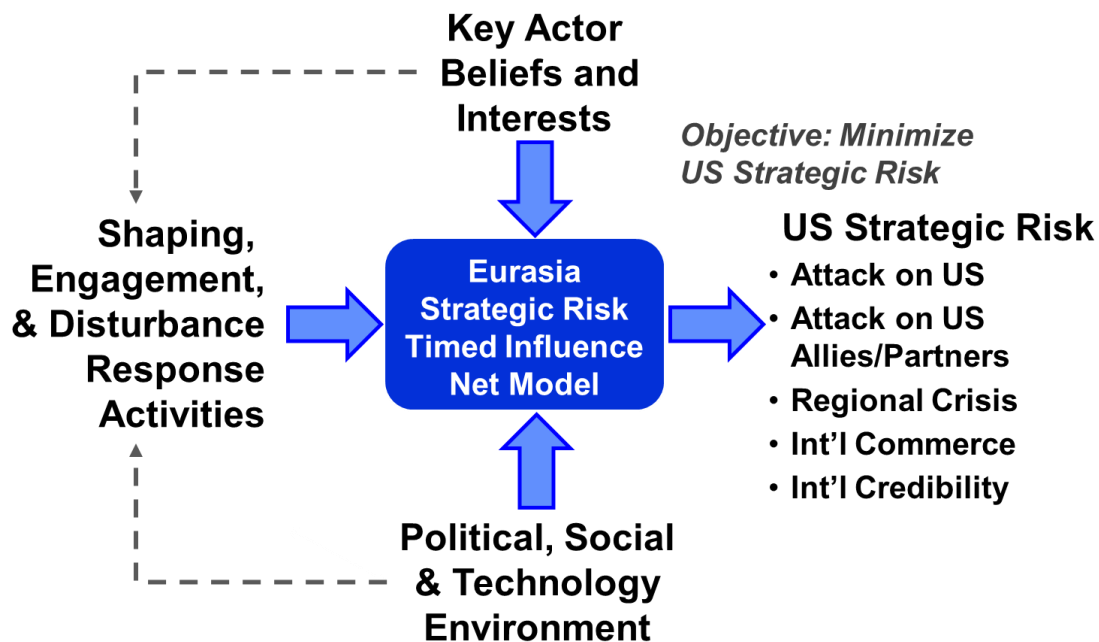 Key Actor
Beliefs and
Interests
Objective: Minimize
US Strategic Risk
Shaping,
Engagement,
& Disturbance
Response
Activities
Eurasia
Strategic Risk
Timed Influence
Net Model
US Strategic Risk
• Attack on US
• Attack on US
Allies/Partners
• Regional Crisis
• Int’l Commerce
• Int’l Credibility
Political, Social
& Technology
Environment